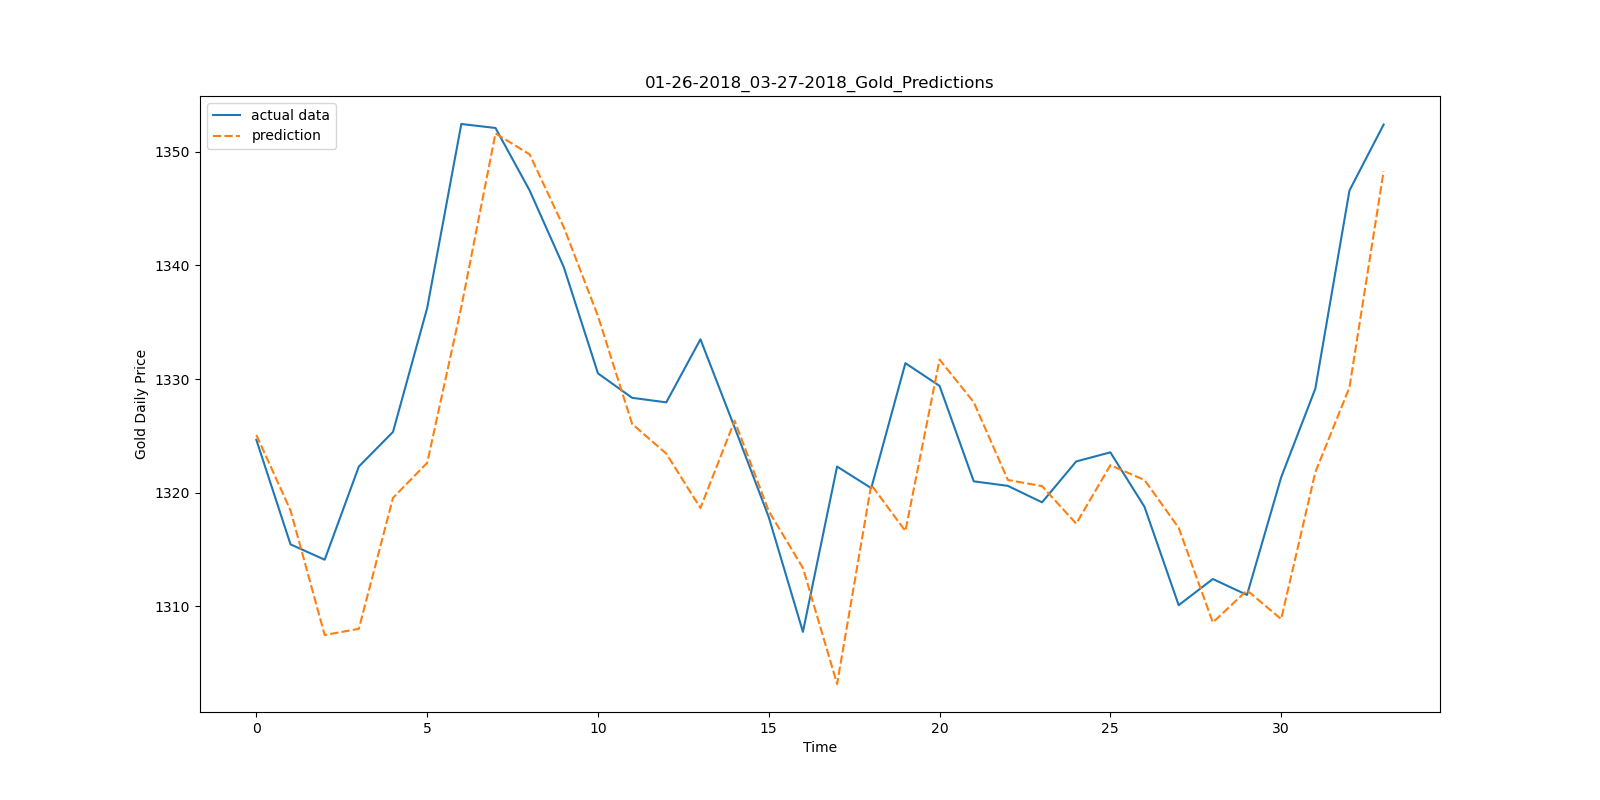 01-26-2018_03-27-2018_Gold_Predictions
actual data
prediction
1350
1340
1330
1320
1310
Gold Daily Price
0 5 10 15 20 25 30
Time